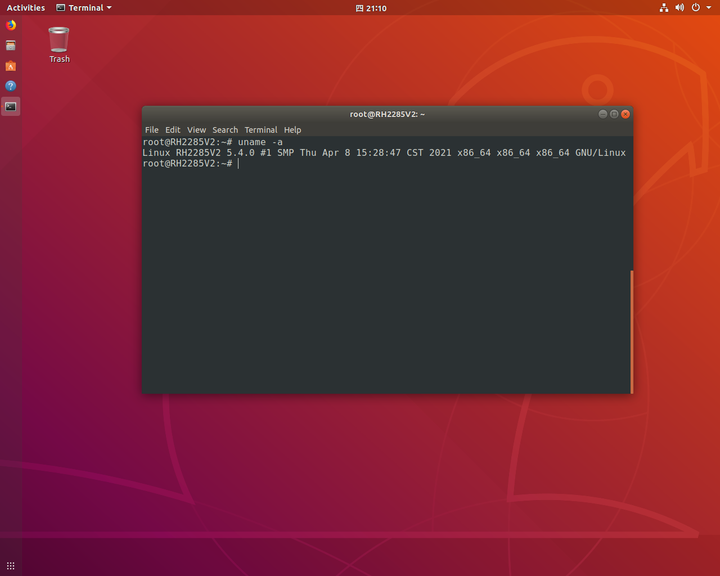 Activities Terminal 四 21:10
Trash
root@RH2285V2: ~
File Edit View Search Terminal Help
root@RH2285V2:~# uname -a
Linux RH2285V2 5.4.0 #1 SMP Thu Apr 8 15:28:47 CST 2021 x86_64 x86_64 x86_64 GNU/Linux
root@RH2285V2:~#